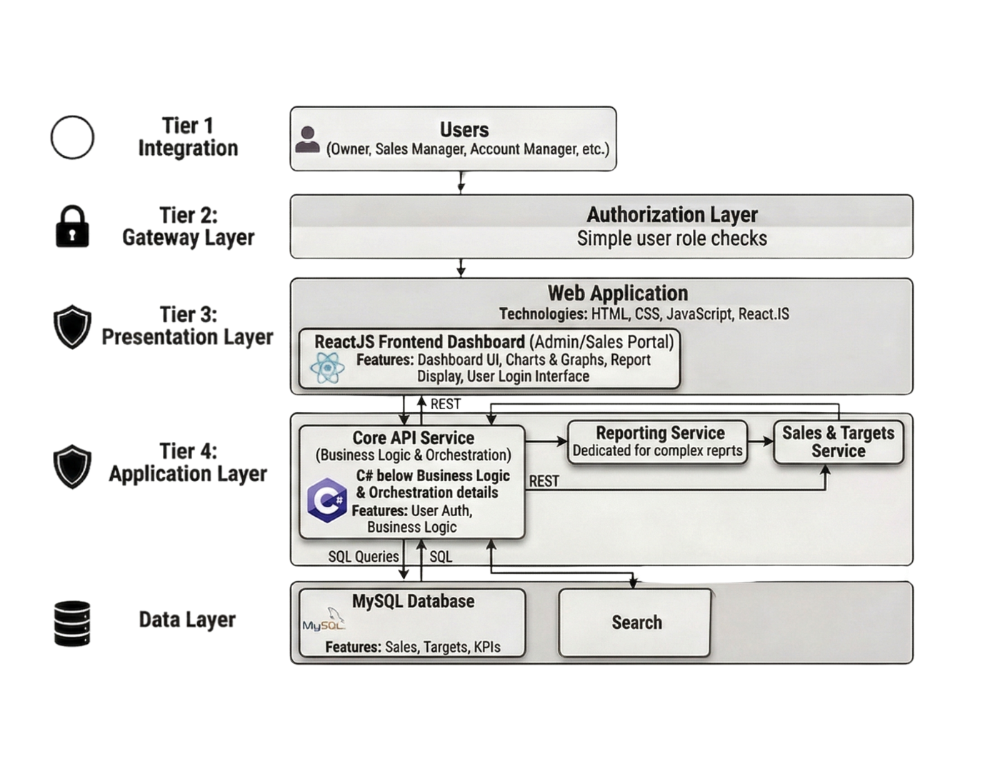 Tier 1
Integration
Users
(Owner, Sales Manager, Account Manager, etc.)
Tier 2:
Gateway Layer
Authorization Layer
Simple user role checks
Tier 3:
Presentation Layer
Web Application
Technologies: HTML, CSS, JavaScript, React.IS
ReactJS Frontend Dashboard (Admin/Sales Portal)
Features: Dashboard UI, Charts & Graphs, Report
Display, User Login Interface
REST
Tier 4:
Application Layer
Core API Service
(Business Logic & Orchestration)
C# below Business Logic
& Orchestration details
C#
Features: User Auth,
Business Logic
Reporting Service
Dedicated for complex reprts
Sales & Targets
Service
REST
SQL Queries
SQL
Data Layer
MySQL Database
MySQL
Features: Sales, Targets, KPIs
Search